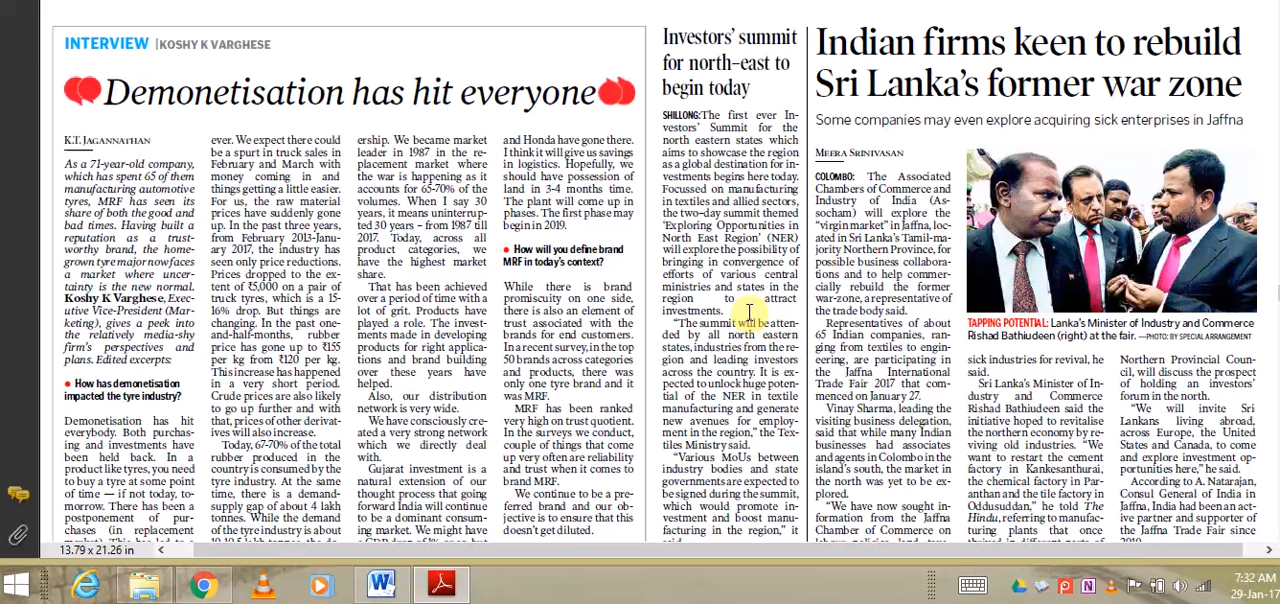 INTERVIEW | KOSHY K VARGHESE
Demonetisation has hit everyone
K.T. JAGANNATHAN
As a 71-year-old company,
which has spent 65 of them
manufacturing automotive
tyres, MRF has seen its
share of both the good and
bad times. Having built a
reputation as a trust-
worthy brand, the home-
grown tyre major now faces
a market where uncer-
tainty is the new normal.
Koshy K Varghese, Exec-
utive Vice-President (Mar-
keting), gives a peek into
the relatively media-shy
firm's perspectives and
plans. Edited excerpts:
● How has demonetisation
impacted the tyre industry?
Demonetisation has hit
everybody. Both purchas-
ing and investments have
been held back. In a
product like tyres, you need
to buy a tyre at some point
of time — if not today, to-
morrow. There has been a
postponement of pur-
chases (in replacement
ever. We expect there could
be a spurt in truck sales in
February and March with
money coming in and
things getting a little easier.
For us, the raw material
prices have suddenly gone
up. In the past three years,
from February 2013-Janu-
ary 2017, the industry has
seen only price reductions.
Prices dropped to the ex-
tent of ₹5,000 on a pair of
truck tyres, which is a 15-
16% drop. But things are
changing. In the past one-
and-half-months, rubber
price has gone up to ₹155
per kg from ₹120 per kg.
This increase has happened
in a very short period.
Crude prices are also likely
to go up further and with
that, prices of other derivat-
ives will also increase.
Today, 67-70% of the total
rubber produced in the
country is consumed by the
tyre industry. At the same
time, there is a demand-
supply gap of about 4 lakh
tonnes. While the demand
of the tyre industry is about
ership. We became market
leader in 1987 in the re-
placement market where
the war is happening as it
accounts for 65-70% of the
volumes. When I say 30
years, it means uninterrup-
ted 30 years – from 1987 till
2017. Today, across all
product categories, we
have the highest market
share.
That has been achieved
over a period of time with a
lot of grit. Products have
played a role. The invest-
ments made in developing
products for right applica-
tions and brand building
over these years have
helped.
Also, our distribution
network is very wide.
We have consciously cre-
ated a very strong network
which we directly deal
with.
Gujarat investment is a
natural extension of our
thought process that going
forward India will continue
to be a dominant consum-
ing market. We might have
and Honda have gone there.
I think it will give us savings
in logistics. Hopefully, we
should have possession of
land in 3-4 months time.
The plant will come up in
phases. The first phase may
begin in 2019.
● How will you define brand
MRF in today's context?
While there is brand
promiscuity on one side,
there is also an element of
trust associated with the
brands for end customers.
In a recent survey, in the top
50 brands across categories
and products, there was
only one tyre brand and it
was MRF.
MRF has been ranked
very high on trust quotient.
In the surveys we conduct,
couple of things that come
up very often are reliability
and trust when it comes to
brand MRF.
We continue to be a pre-
ferred brand and our ob-
jective is to ensure that this
doesn't get diluted.
Investors' summit
for north-east to
begin today
SHILLONG: The first ever In-
vestors' Summit for the
north eastern states which
aims to showcase the region
as a global destination for in-
vestments begins here today.
Focussed on manufacturing
in textiles and allied sectors,
the two-day summit themed
'Exploring Opportunities in
North East Region' (NER)
will explore the possibility of
bringing in convergence of
efforts of various central
ministries and states in the
region to attract
investments.
"The summit will be atten-
ded by all north eastern
states, industries from the re-
gion and leading investors
across the country. It is ex-
pected to unlock huge poten-
tial of the NER in textile
manufacturing and generate
new avenues for employ-
ment in the region," the Tex-
tiles Ministry said.
"Various MoUs between
industry bodies and state
governments are expected to
be signed during the summit,
which would promote in-
vestment and boost manu-
facturing in the region," it
Indian firms keen to rebuild
Sri Lanka's former war zone
Some companies may even explore acquiring sick enterprises in Jaffna
MEERA SRINIVASAN
COLOMBO: The Associated
Chambers of Commerce and
Industry of India (As-
socham) will explore the
"virgin market" in Jaffna, loc-
ated in Sri Lanka's Tamil-ma-
jority Northern Province, for
possible business collabora-
tions and to help commer-
cially rebuild the former
war-zone, a representative of
the trade body said.
Representatives of about
65 Indian companies, ran-
ging from textiles to engin-
eering, are participating in
the Jaffna International
Trade Fair 2017 that com-
menced on January 27.
Vinay Sharma, leading the
visiting business delegation,
said that while many Indian
businesses had associates
and agents in Colombo in the
island's south, the market in
the north was yet to be ex-
plored.
"We have now sought in-
formation from the Jaffna
Chamber of Commerce on
TAPPING POTENTIAL: Lanka's Minister of Industry and Commerce
Rishad Bathiudeen (right) at the fair. —PHOTO: BY SPECIAL ARRANGEMENT
sick industries for revival, he
said.
Sri Lanka's Minister of In-
dustry and Commerce
Rishad Bathiudeen said the
initiative hoped to revitalise
the northern economy by re-
viving old industries. "We
want to restart the cement
factory in Kankesanthurai,
the chemical factory in Par-
anthan and the tile factory in
Oddusuddan," he told The
Hindu, referring to manufac-
turing plants that once
Northern Provincial Coun-
cil, will discuss the prospect
of holding an investors'
forum in the north.
"We will invite Sri
Lankans living abroad,
across Europe, the United
States and Canada, to come
and explore investment op-
portunities here," he said.
According to A. Natarajan,
Consul General of India in
Jaffna, India had been an act-
ive partner and supporter of
the Jaffna Trade Fair since
13.79 x 21.26 in
7:32 AM
29-Jan-17